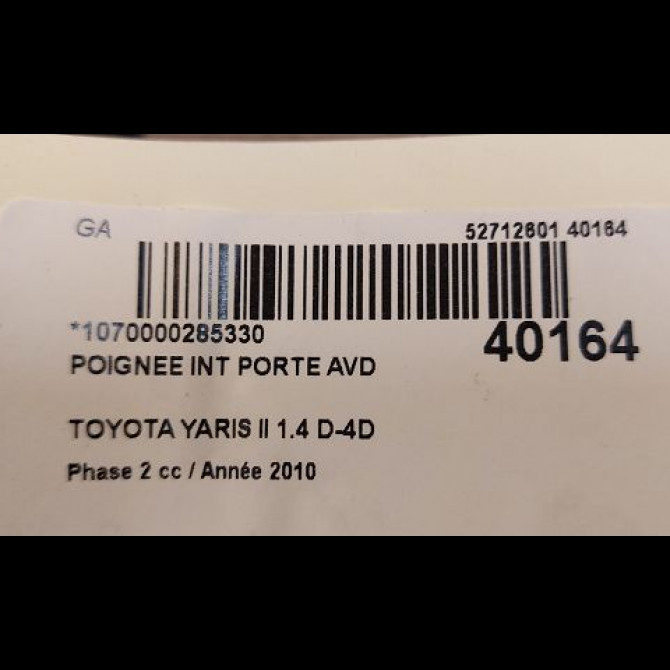 GA
52712601 40164
*1070000285330
40164
POIGNEE INT PORTE AVD
TOYOTA YARIS II 1.4 D-4D
Phase 2 cc / Année 2010